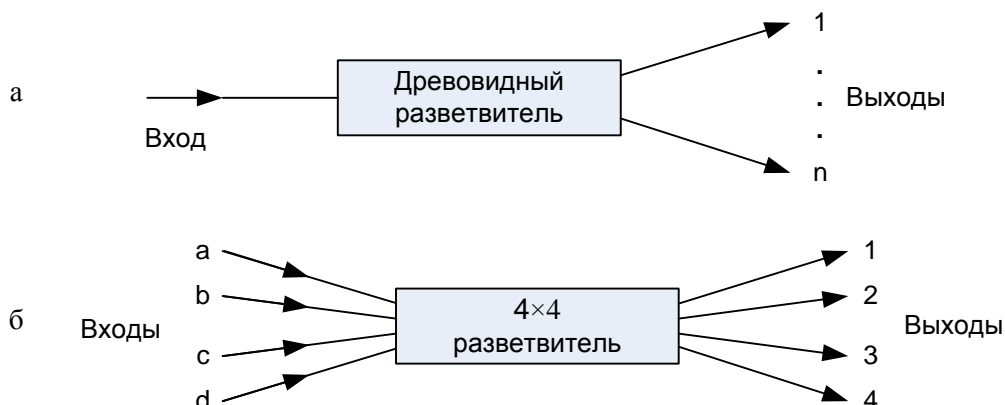 а
Вход
Древовидный
разветвитель
1
.
.
.
n
Выходы
б
Входы
a
b
c
d
4×4
разветвитель
1
2
3
4
Выходы